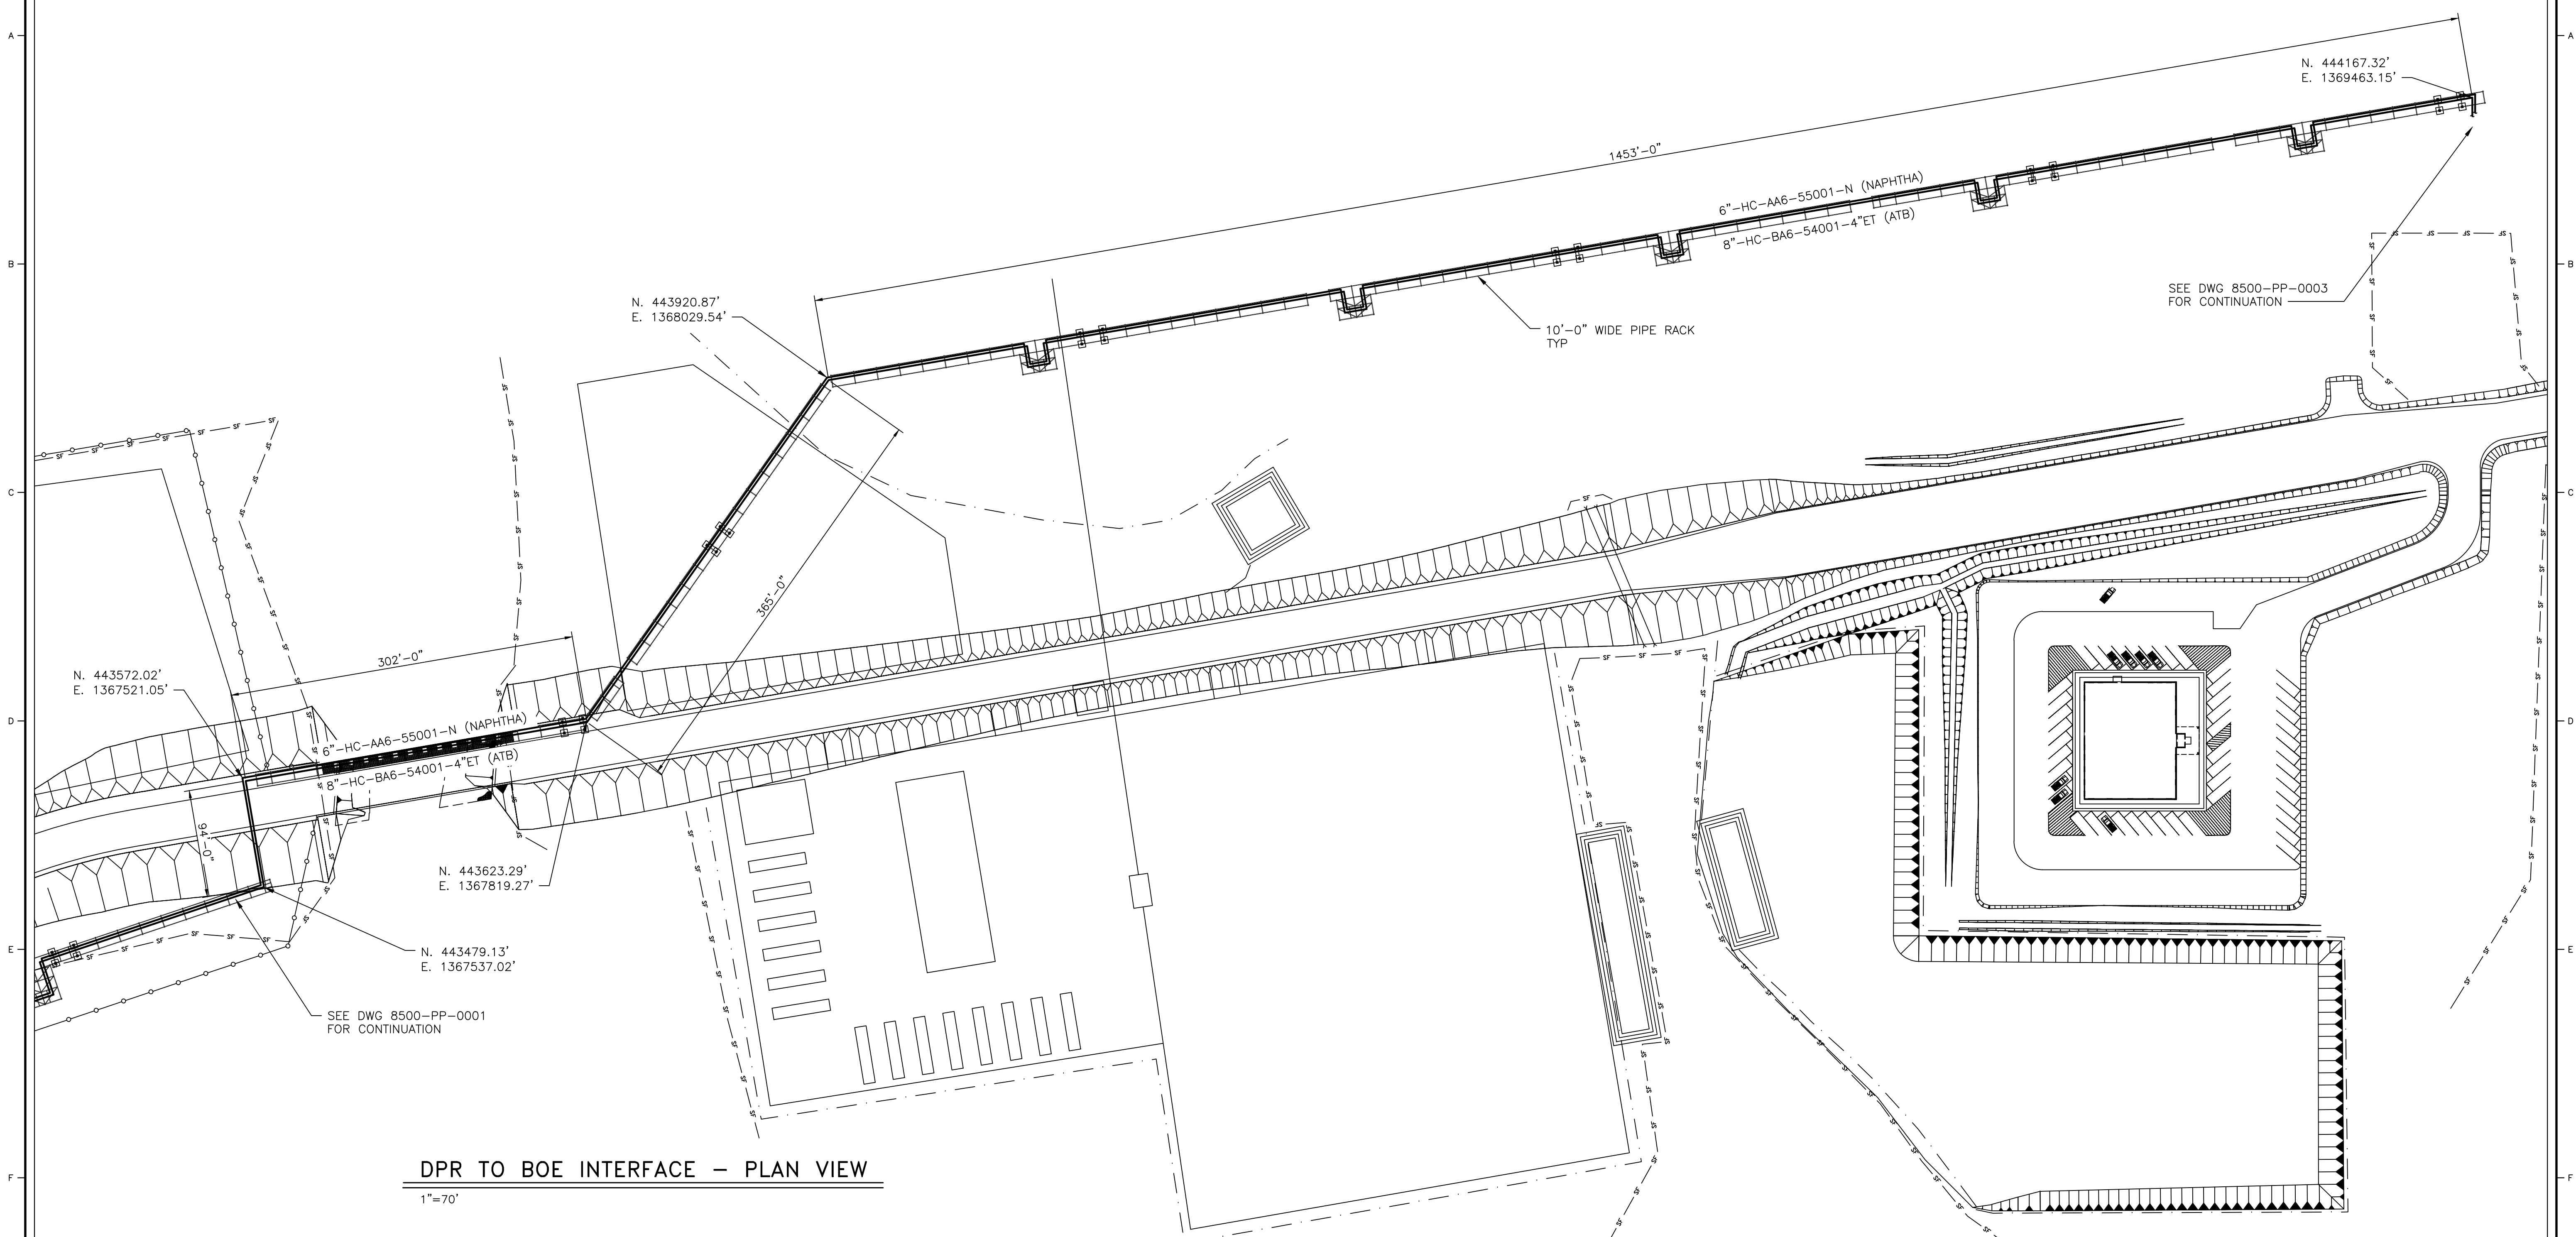 A
A
N. 444167.32'
E. 1369463.15'
1453'-0"
6"-HC-AA6-55001-N (NAPHTHA)
8"-HC-BA6-54001-4"ET (ATB)
B
B
SF SF SF SF
SEE DWG 8500-PP-0003
FOR CONTINUATION
N. 443920.87'
E. 1368029.54'
10'-0" WIDE PIPE RACK
TYP
C
C
365'-0"
302'-0"
N. 443572.02'
E. 1367521.05'
6"-HC-AA6-55001-N (NAPHTHA)
8"-HC-BA6-54001-4"ET (ATB)
D
D
94'-0"
N. 443623.29'
E. 1367819.27'
E
E
N. 443479.13'
E. 1367537.02'
SEE DWG 8500-PP-0001
FOR CONTINUATION
DPR TO BOE INTERFACE - PLAN VIEW
1"=70'
F
F